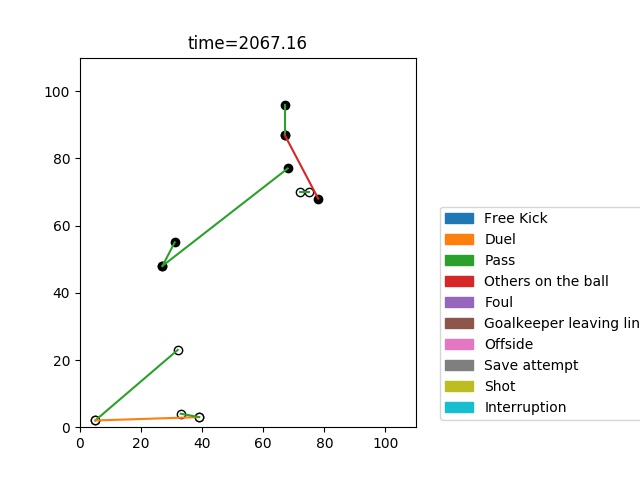 time=2067.16
100
80
60
40
20
0
0 20 40 60 80 100
Free Kick
Duel
Pass
Others on the ball
Foul
Goalkeeper leaving lin
Offside
Save attempt
Shot
Interruption